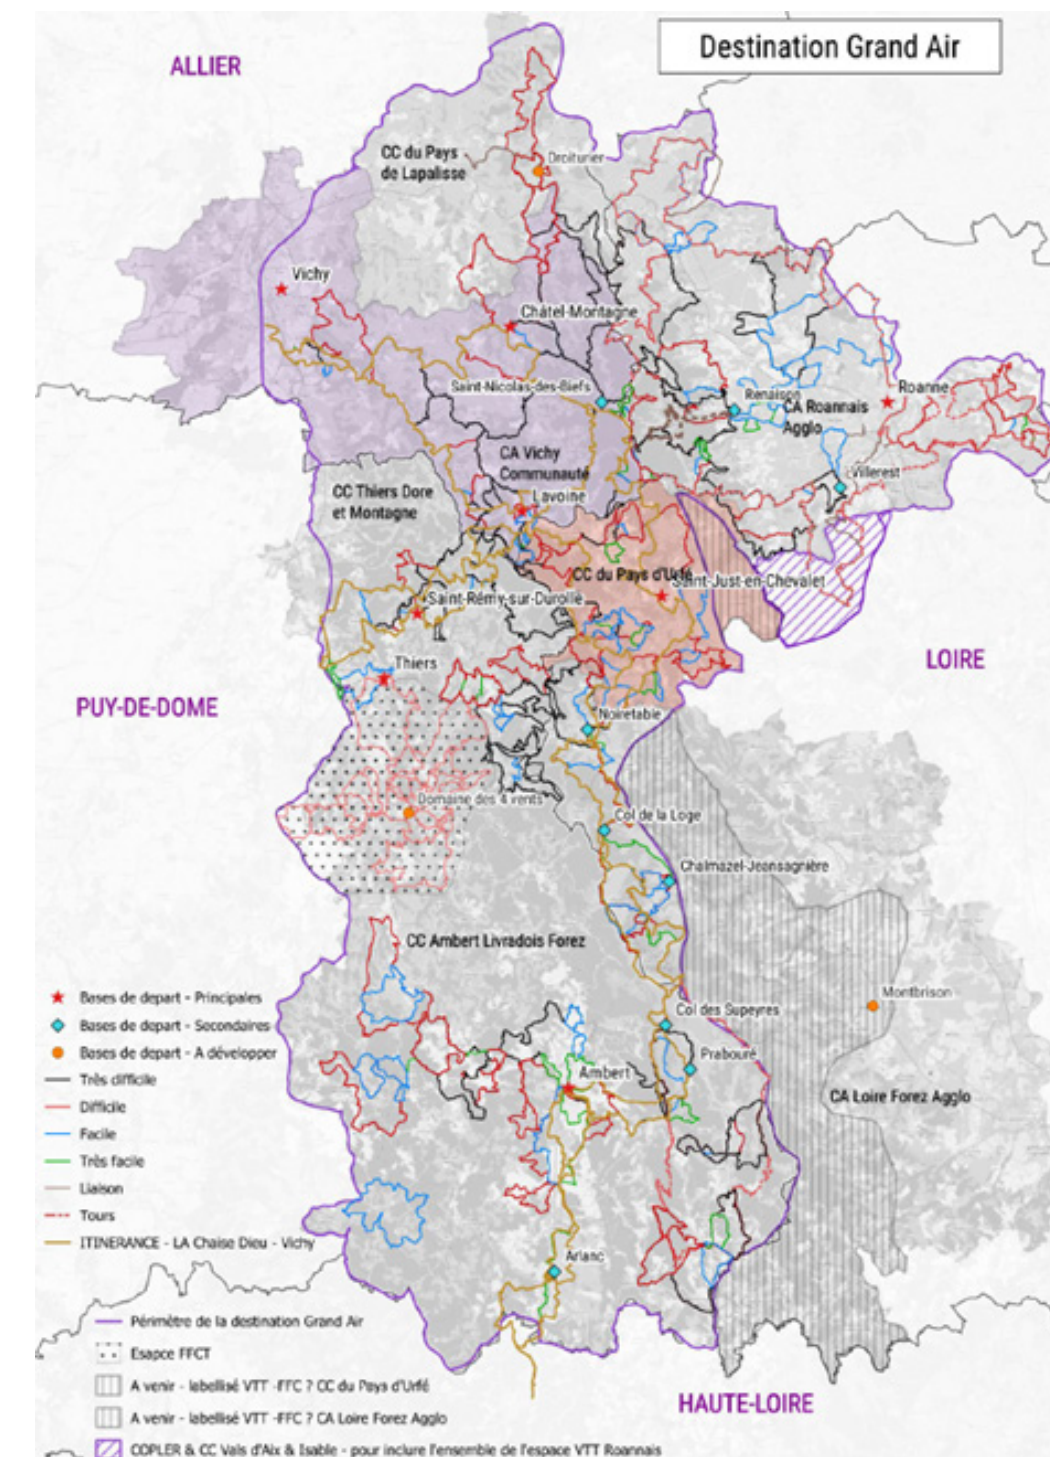 Destination Grand Air
ALLIER
CC du Pays
de Lapalisse
Droiturier
Vichy
Châtel-Montagne
Saint-Nicolas-des-Biefs
Renaison
Roanne
CA Roannais
Agglo
CA Vichy
Communauté
Villerest
CC Thiers Dore
et Montagne
Lavoine
CC du Pays d'Urfé
Saint-Just-en-Chevalet
Saint-Rémy-sur-Durolle
LOIRE
Thiers
PUY-DE-DOME
Noiretable
Domaine des 4 vents
Col de la Loge
Chalmazel-Jeansagnière
CC Ambert Livradois Forez
Montbrison
Col des Supeyres
Prabouré
Ambert
CA Loire Forez Agglo
Arlanc
HAUTE-LOIRE
Bases de depart - Principales
Bases de depart - Secondaires
Bases de depart - A développer
Très difficile
Difficile
Facile
Très facile
Liaison
Tours
ITINERANCE - LA Chaise Dieu - Vichy
Périmètre de la destination Grand Air
Esapce FFCT
A venir - labellisé VTT -FFC ? CC du Pays d'Urfé
A venir - labellisé VTT -FFC ? CA Loire Forez Agglo
COPLER & CC Vals d'Aix & Isable - pour inclure l'ensemble de l'espace VTT Roannais